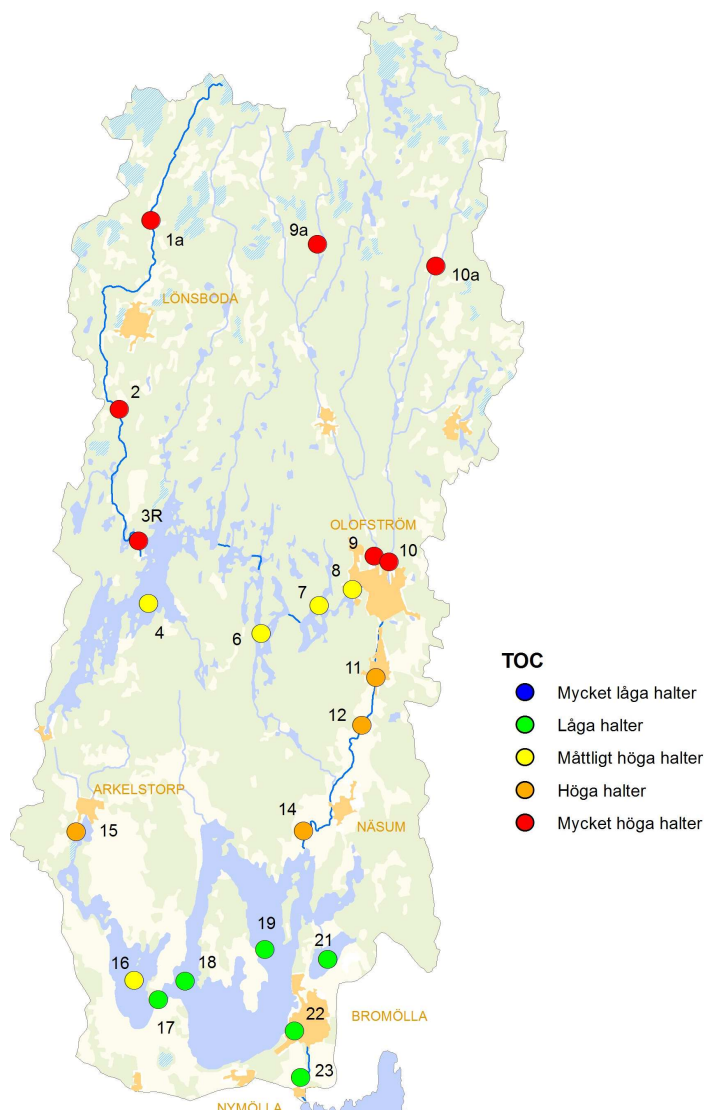 1a
9a
10a
LÖNSBODA
2
3R
OLOFSTRÖM
9
10
8
7
4
6
11
12
TOC
Mycket låga halter
Låga halter
Måttligt höga halter
Höga halter
Mycket höga halter
ARKELSTORP
14
NÄSUM
15
19
21
16
18
17
22
BROMÖLLA
23
NYMÖLLA